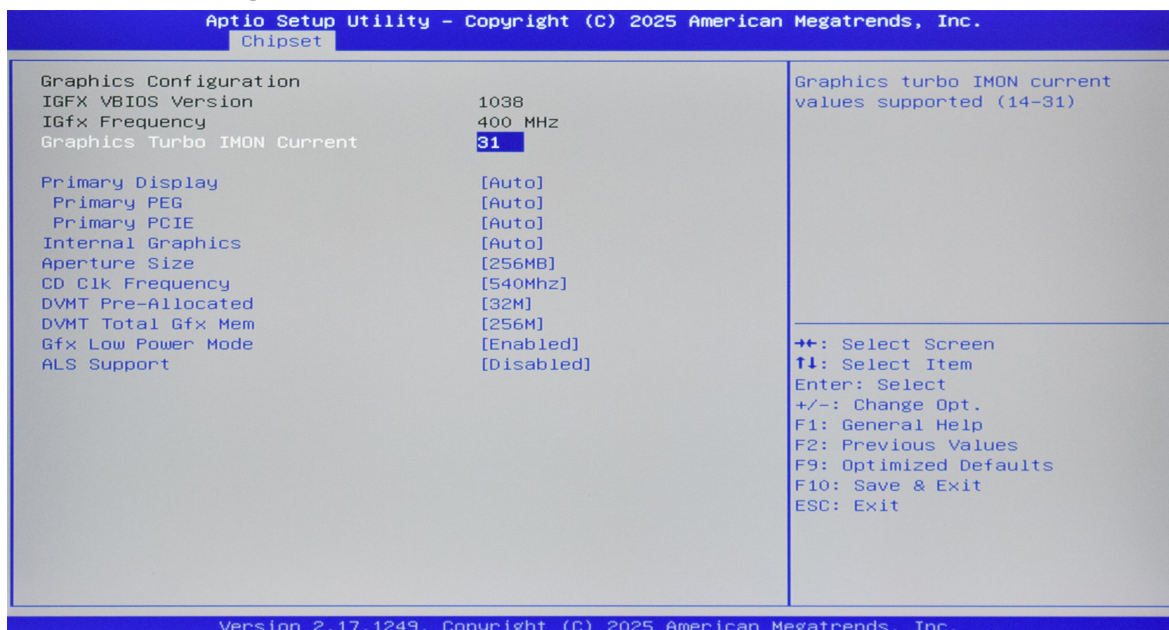 Aptio Setup Utility – Copyright (C) 2025 American Megatrends, Inc.
Chipset
Graphics Configuration
IGFX VBIOS Version 1038
IGfx Frequency 400 MHz
Graphics Turbo IMON Current 31
Primary Display [Auto]
Primary PEG [Auto]
Primary PCIE [Auto]
Internal Graphics [Auto]
Aperture Size [256MB]
CD Clk Frequency [540Mhz]
DVMT Pre-Allocated [32M]
DVMT Total Gfx Mem [256M]
Gfx Low Power Mode [Enabled]
ALS Support [Disabled]
Graphics turbo IMON current
values supported (14-31)
→←: Select Screen
↑↓: Select Item
Enter: Select
+/-: Change Opt.
F1: General Help
F2: Previous Values
F9: Optimized Defaults
F10: Save & Exit
ESC: Exit
Version 2.17.1249. Copyright (C) 2025 American Megatrends, Inc.